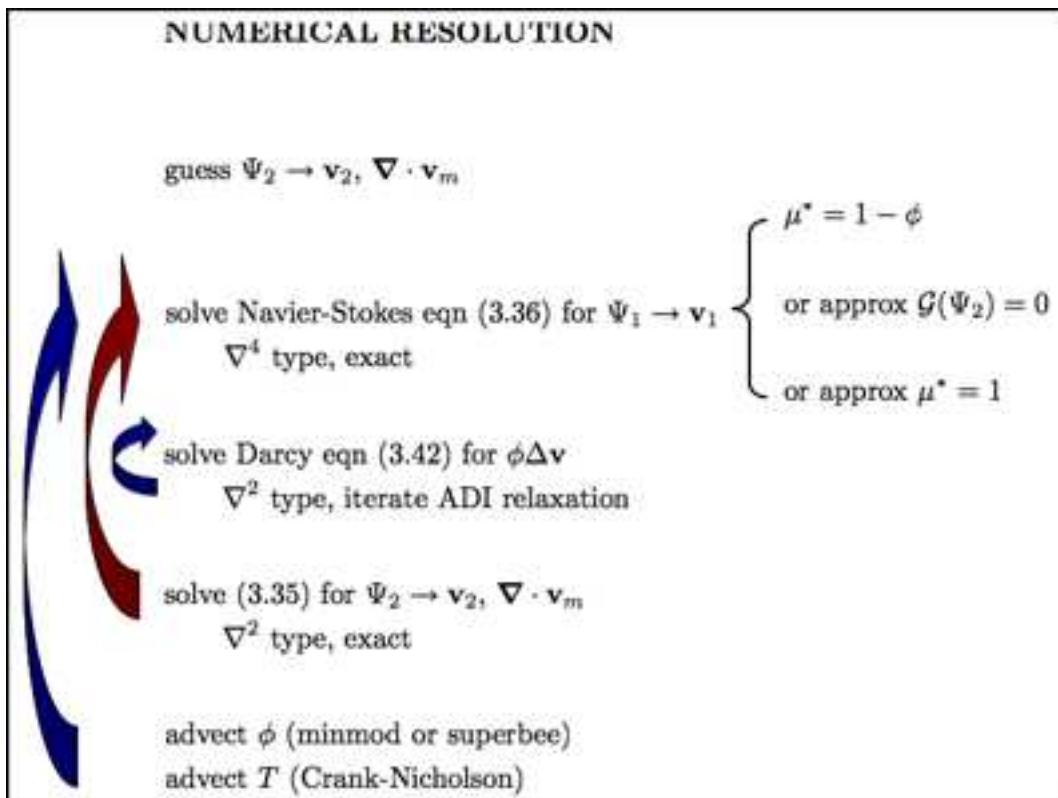 NUMERICAL RESOLUTION
guess Ψ₂ → v₂, ∇ · vₘ
solve Navier-Stokes eqn (3.36) for Ψ₁ → v₁
∇⁴ type, exact
μ* = 1 − ϕ
or approx 𝒢(Ψ₂) = 0
or approx μ* = 1
solve Darcy eqn (3.42) for ϕΔv
∇² type, iterate ADI relaxation
solve (3.35) for Ψ₂ → v₂, ∇ · vₘ
∇² type, exact
advect ϕ (minmod or superbee)
advect T (Crank-Nicholson)